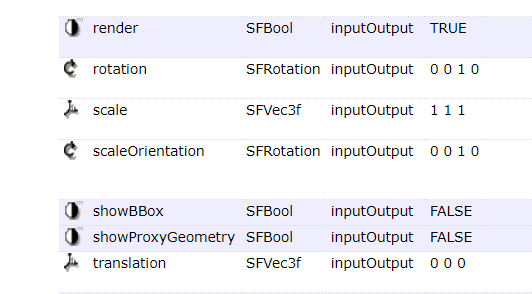 render SFBool inputOutput TRUE
rotation SFRotation inputOutput 0 0 1 0
scale SFVec3f inputOutput 1 1 1
scaleOrientation SFRotation inputOutput 0 0 1 0
showBBox SFBool inputOutput FALSE
showProxyGeometry SFBool inputOutput FALSE
translation SFVec3f inputOutput 0 0 0